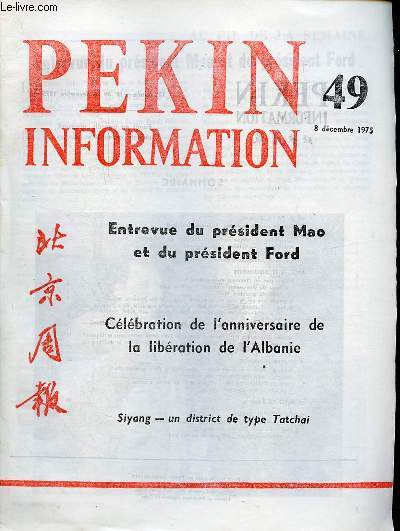 PEKIN 49
INFORMATION
8 décembre 1975
Entrevue du président Mao
et du président Ford
北京周報
Célébration de l'anniversaire de
la libération de l'Albanie
Siyang — un district de type Tatchai